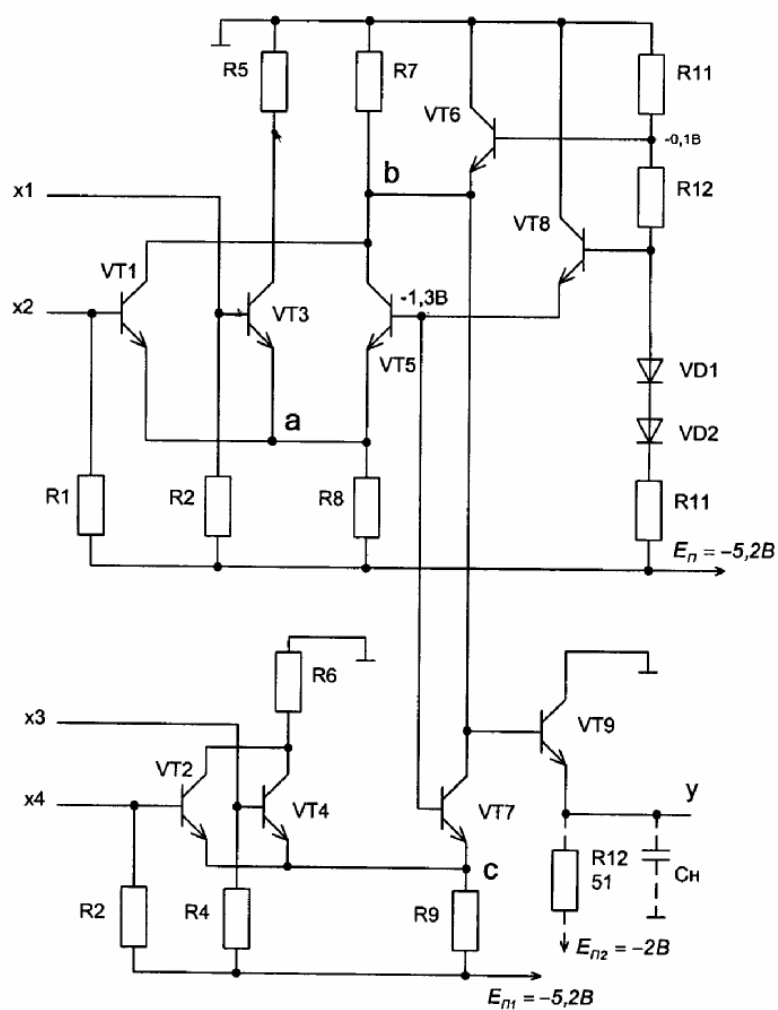 R5
R7
R11
VT6
-0,1В
b
x1
R12
VT8
VT1
-1,3В
x2
VT3
VT5
VD1
a
VD2
R1
R2
R8
R11
Eп = –5,2В
R6
x3
VT9
VT2
x4
VT4
VT7
y
c
R12
51
Cн
R2
R4
R9
Eп2 = –2В
Eп1 = –5,2В